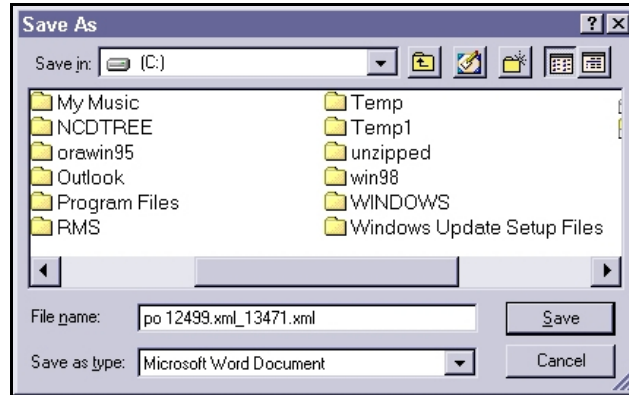 Save As
Save in: (C:)
My Music
NCDTREE
orawin95
Outlook
Program Files
RMS
Temp
Temp1
unzipped
win98
WINDOWS
Windows Update Setup Files
File name: po 12499.xml_13471.xml
Save
Save as type: Microsoft Word Document
Cancel